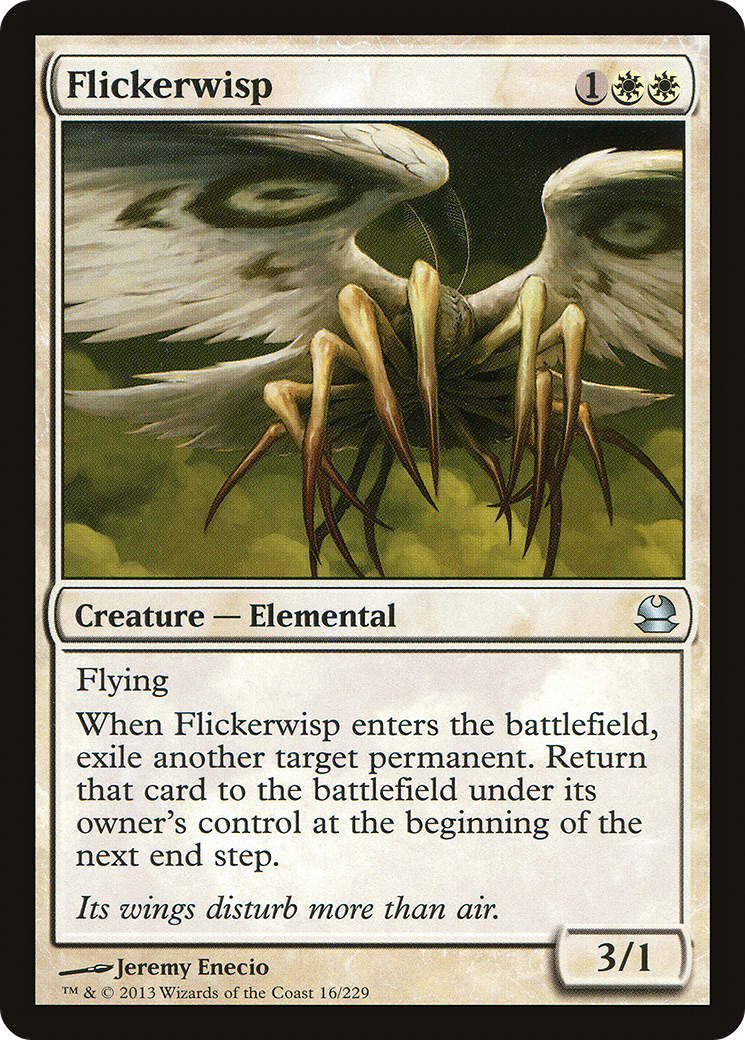 Flickerwisp 1
Creature — Elemental
Flying
When Flickerwisp enters the battlefield,
exile another target permanent. Return
that card to the battlefield under its
owner's control at the beginning of the
next end step.
Its wings disturb more than air.
3/1
Jeremy Enecio
™ & © 2013 Wizards of the Coast 16/229